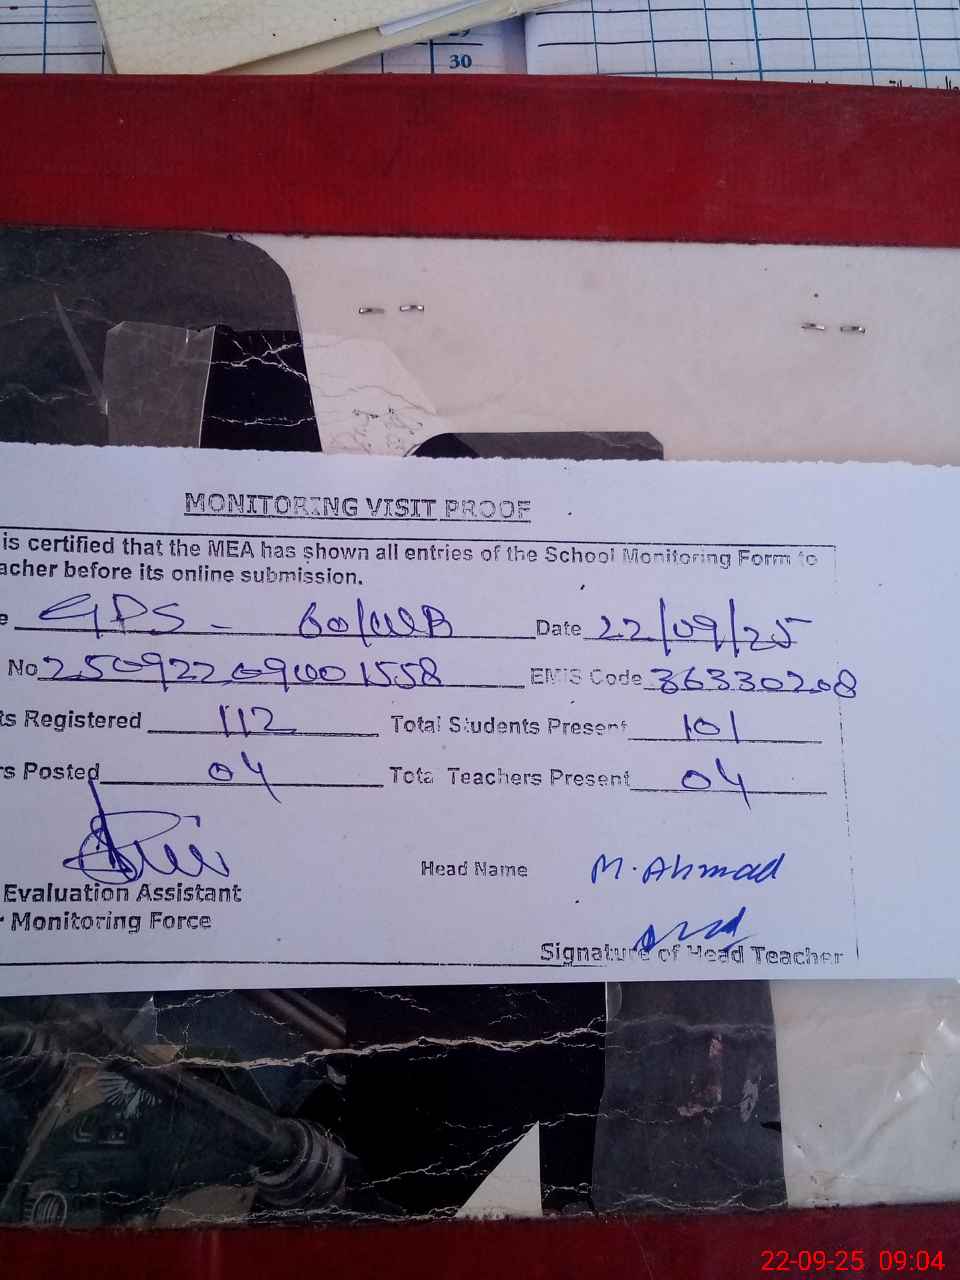 30
MONITORING VISIT PROOF
is certified that the MEA has shown all entries of the School Monitoring Form to
acher before its online submission.
e GPS - 60/WB Date 22/09/25
No 250922090001558 EMIS Code 36330208
ts Registered 112 Total Students Present 101
rs Posted 04 Total Teachers Present 04
Head Name M. Ahmad
Evaluation Assistant
r Monitoring Force
Signature of Head Teacher
22-09-25 09:04